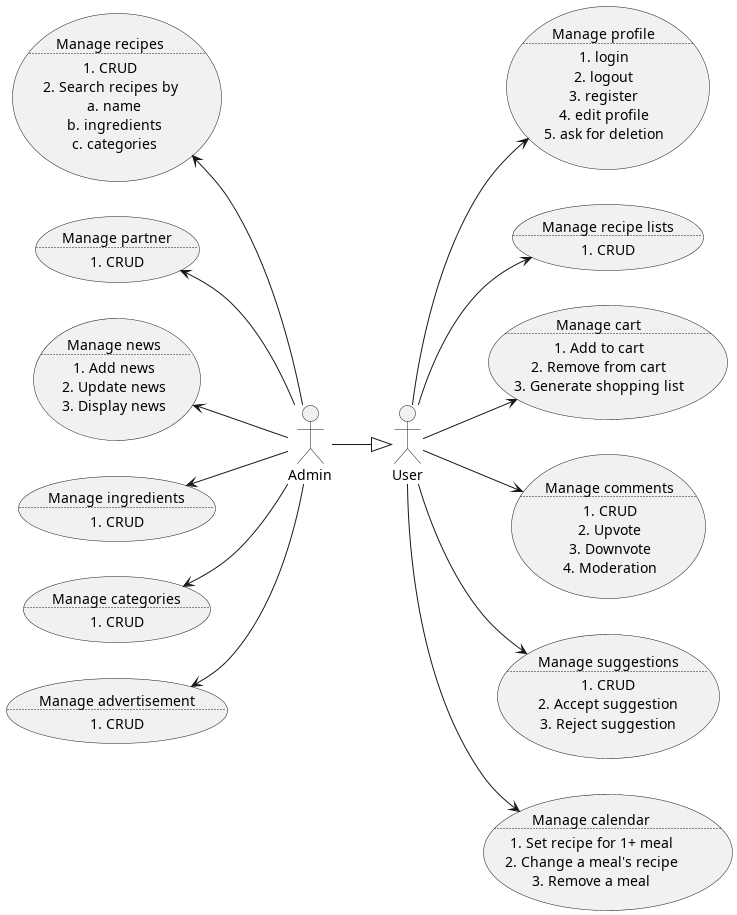 Manage recipes
1. CRUD
2. Search recipes by
a. name
b. ingredients
c. categories
Manage partner
1. CRUD
Manage news
1. Add news
2. Update news
3. Display news
Manage ingredients
1. CRUD
Manage categories
1. CRUD
Manage advertisement
1. CRUD
Admin
User
Manage profile
1. login
2. logout
3. register
4. edit profile
5. ask for deletion
Manage recipe lists
1. CRUD
Manage cart
1. Add to cart
2. Remove from cart
3. Generate shopping list
Manage comments
1. CRUD
2. Upvote
3. Downvote
4. Moderation
Manage suggestions
1. CRUD
2. Accept suggestion
3. Reject suggestion
Manage calendar
1. Set recipe for 1+ meal
2. Change a meal's recipe
3. Remove a meal